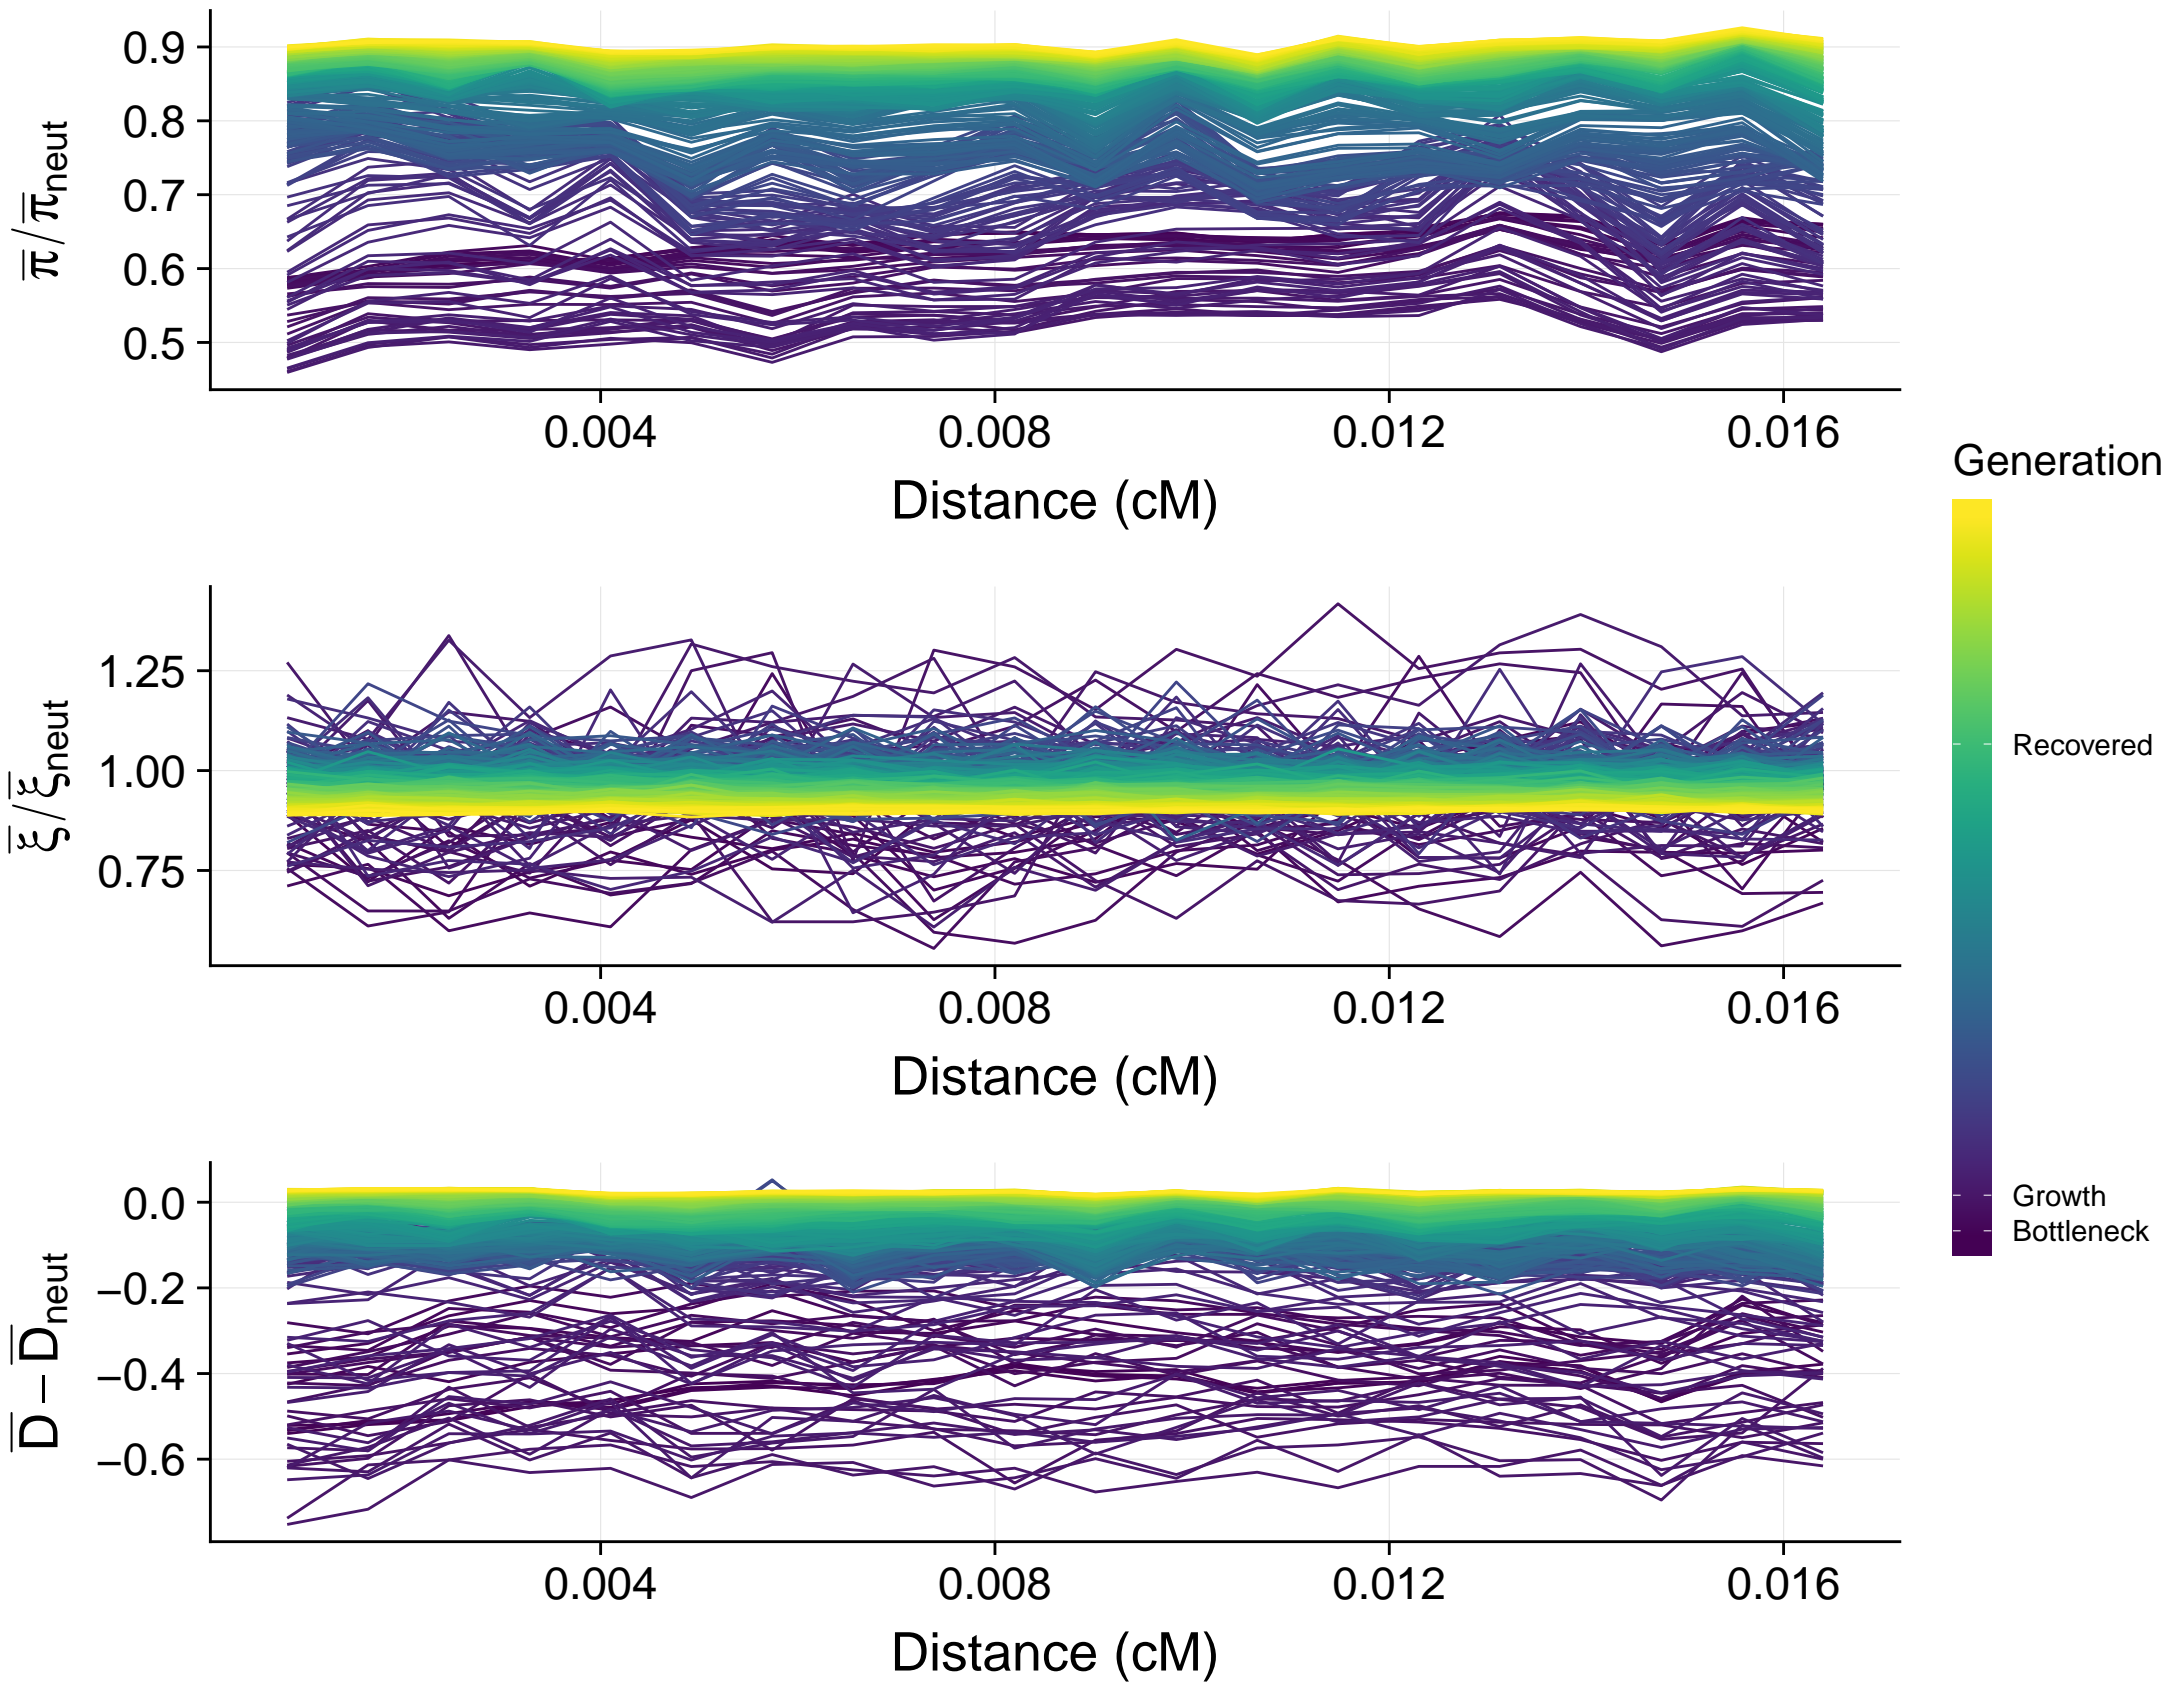 π̅/π̅neut
0.9
0.8
0.7
0.6
0.5
0.004 0.008 0.012 0.016
Distance (cM)
ξ̅/ξ̅neut
1.25
1.00
0.75
0.004 0.008 0.012 0.016
Distance (cM)
D̅−D̅neut
0.0
−0.2
−0.4
−0.6
0.004 0.008 0.012 0.016
Distance (cM)
Generation
Recovered
Growth
Bottleneck